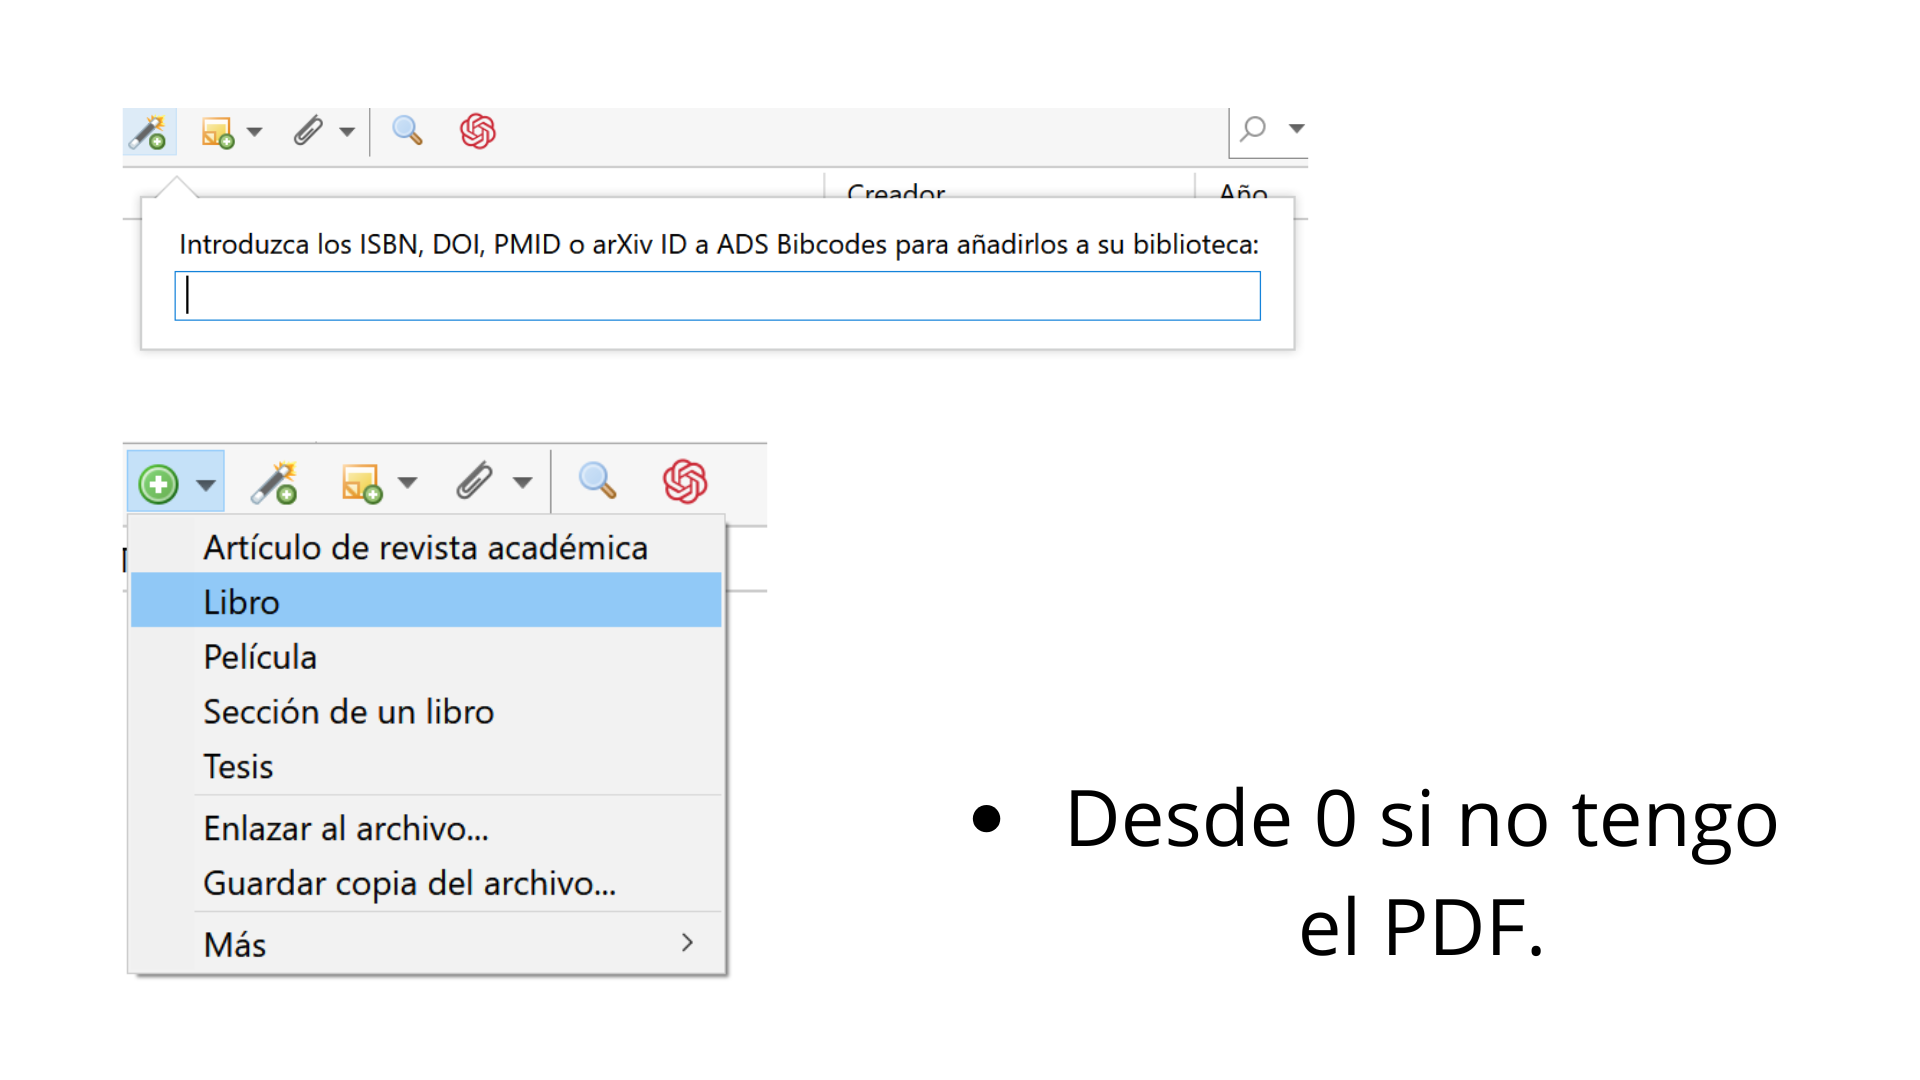 Creador
Año
Introduzca los ISBN, DOI, PMID o arXiv ID a ADS Bibcodes para añadirlos a su biblioteca:
Artículo de revista académica
Libro
Película
Sección de un libro
Tesis
Enlazar al archivo...
Guardar copia del archivo...
Más
• Desde 0 si no tengo
el PDF.